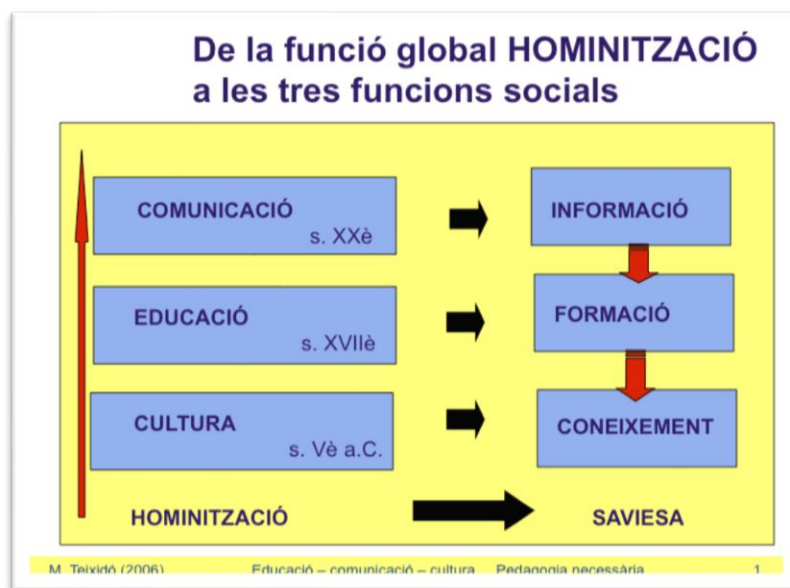 De la funció global HOMINITZACIÓ
a les tres funcions socials
COMUNICACIÓ
s. XXè
INFORMACIÓ
EDUCACIÓ
s. XVIIè
FORMACIÓ
CULTURA
s. Vè a.C.
CONEIXEMENT
HOMINITZACIÓ
SAVIESA
M. Teixidó (2006) Educació – comunicació – cultura Pedagogia necessària 1